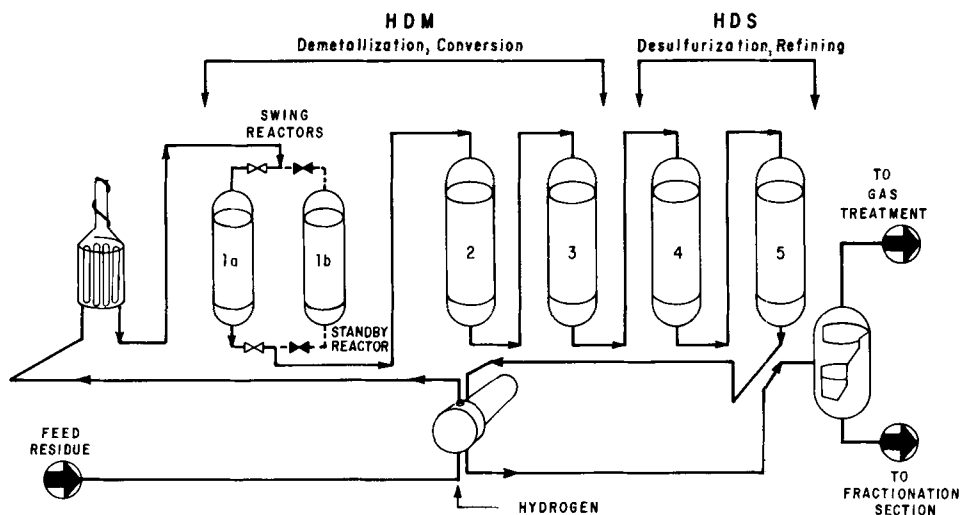 HDM
Demetallization, Conversion
HDS
Desulfurization, Refining
SWING
REACTORS
1a
1b
2
3
4
5
STANDBY
REACTOR
TO
GAS
TREATMENT
FEED
RESIDUE
HYDROGEN
TO
FRACTIONATION
SECTION